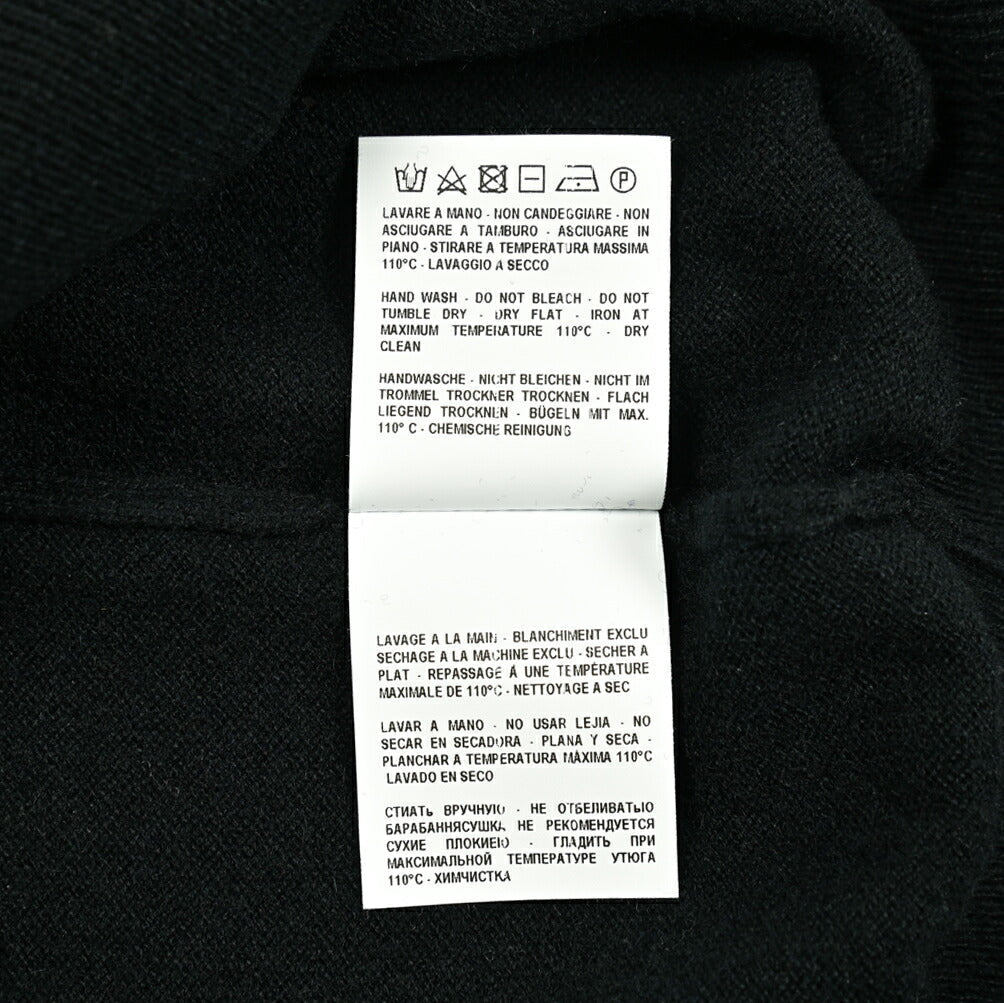 P
LAVARE A MANO - NON CANDEGGIARE - NON
ASCIUGARE A TAMBURO - ASCIUGARE IN
PIANO - STIRARE A TEMPERATURA MASSIMA
110°C - LAVAGGIO A SECCO
HAND WASH - DO NOT BLEACH - DO NOT
TUMBLE DRY - DRY FLAT - IRON AT
MAXIMUM TEMPERATURE 110°C - DRY
CLEAN
HANDWASCHE - NICHT BLEICHEN - NICHT IM
TROMMEL TROCKNER TROCKNEN - FLACH
LIEGEND TROCKNEN - BÜGELN MIT MAX.
110° C - CHEMISCHE REINIGUNG
LAVAGE A LA MAIN - BLANCHIMENT EXCLU
SECHAGE A LA MACHINE EXCLU - SECHER A
PLAT - REPASSAGE Á UNE TEMPÉRATURE
MAXIMALE DE 110°C - NETTOYAGE A SEC
LAVAR A MANO - NO USAR LEJIA - NO
SECAR EN SECADORA - PLANA Y SECA -
PLANCHAR A TEMPERATURA MÁXIMA 110°C
LAVADO EN SECO
СТИАТЬ ВРУЧНУЮ - НЕ ОТБЕЛИВАТЬЮ
БАРАБАННЯСУШКА НЕ РЕКОМЕНДУЕТСЯ
СУХИЕ ПЛОКИЕЮ - ГЛАДИТЬ ПРИ
МАКСИМАЛЬНОЙ ТЕМПЕРАТУРЕ УТЮГА
110°C - ХИМЧИСТКА